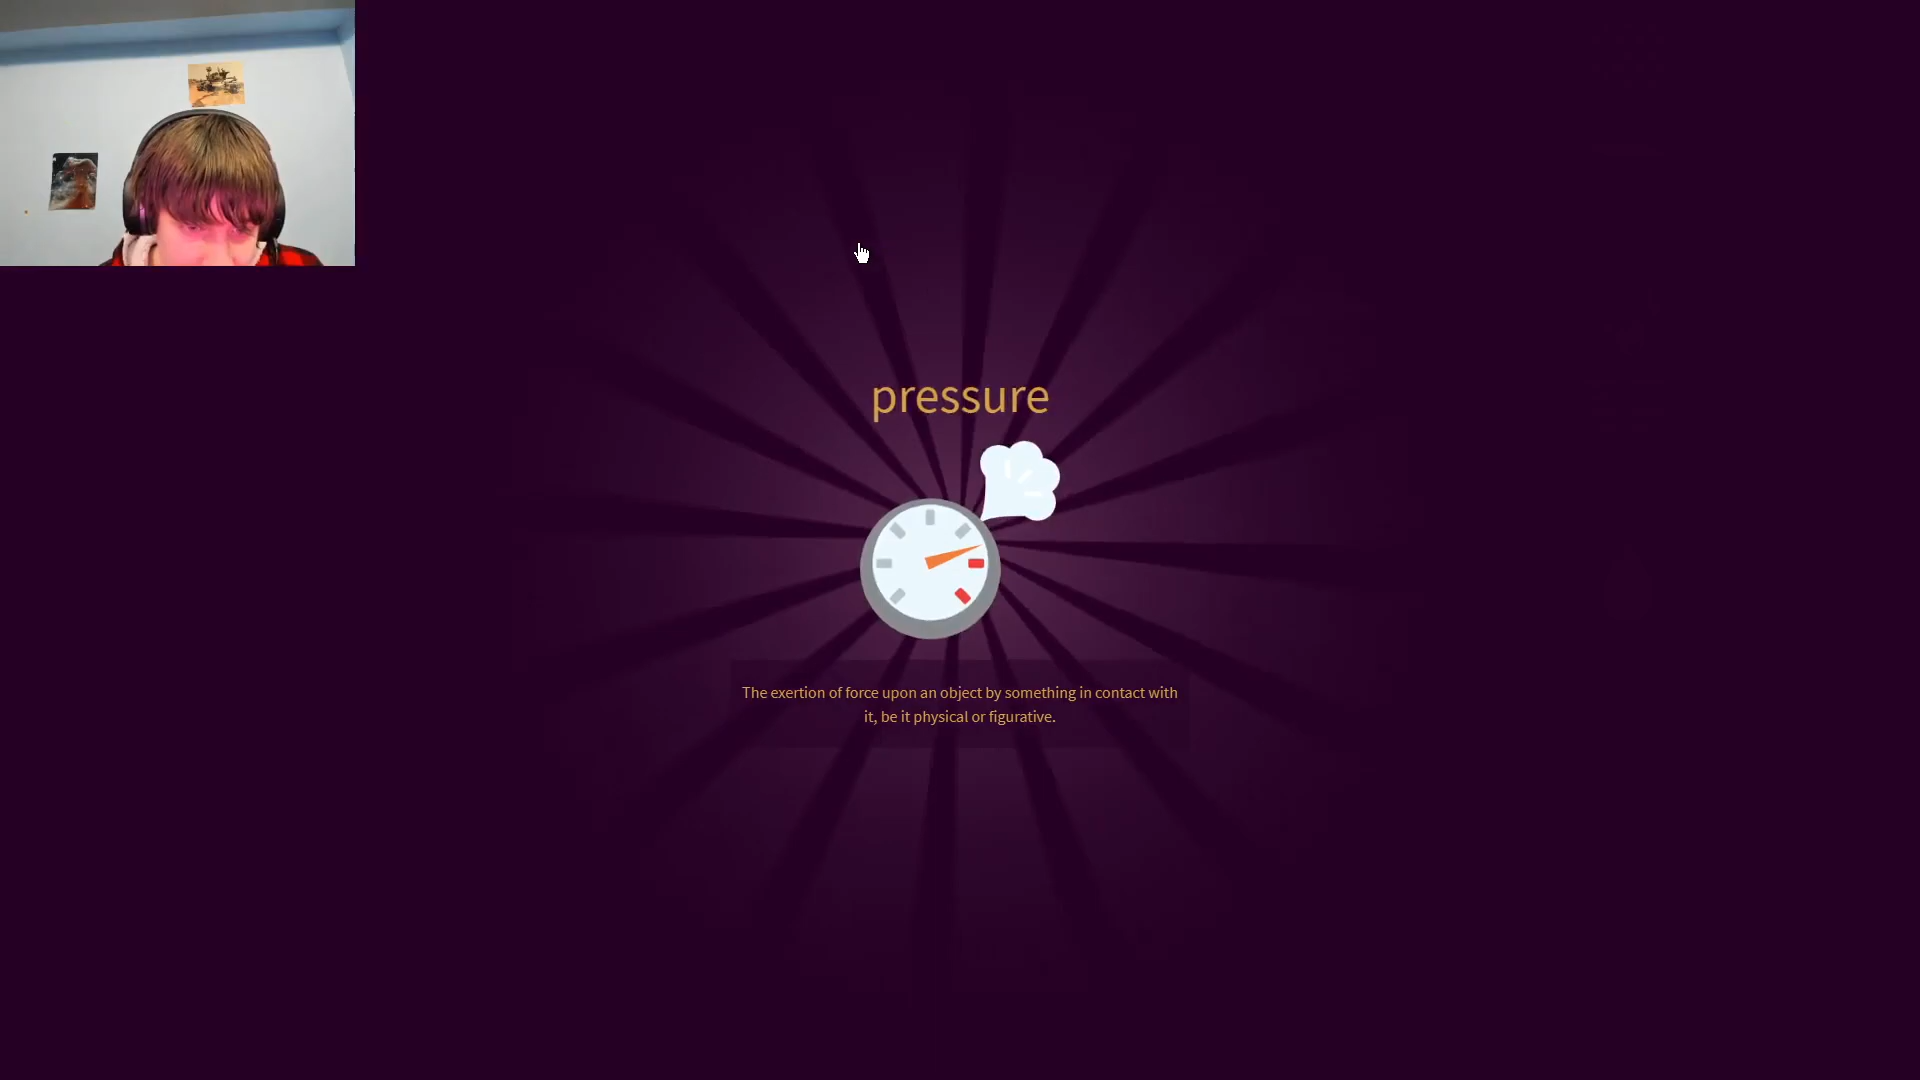 pressure
The exertion of force upon an object by something in contact with
it, be it physical or figurative.